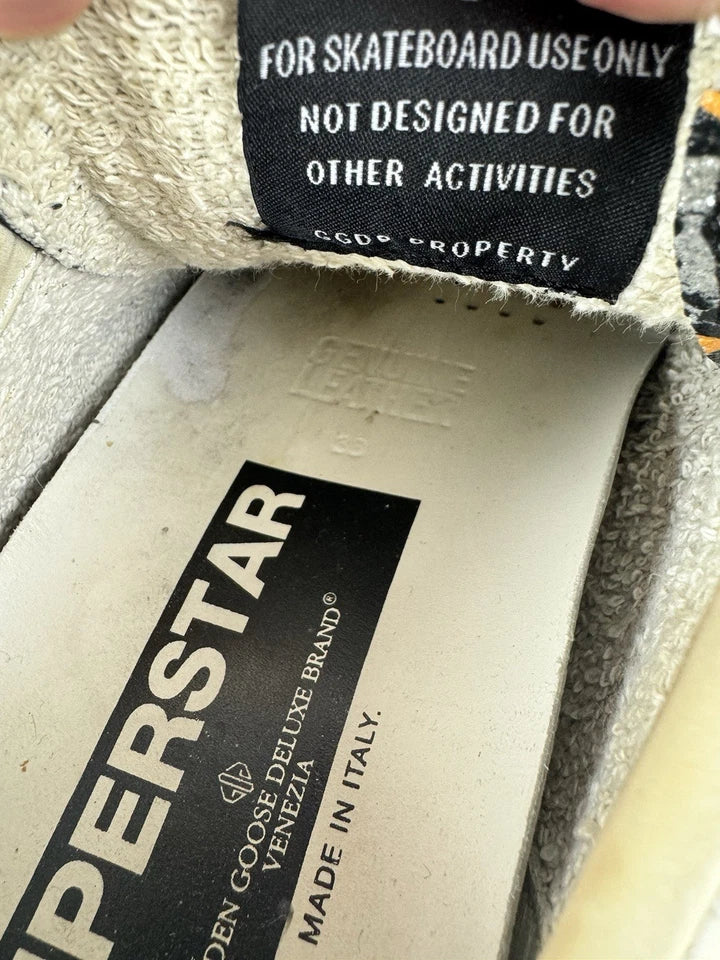 FOR SKATEBOARD USE ONLY
NOT DESIGNED FOR
OTHER ACTIVITIES
GGDB PROPERTY
GENUINE
LEATHER
PERSTAR
DEN GOOSE DELUXE BRAND®
VENEZIA
MADE IN ITALY.